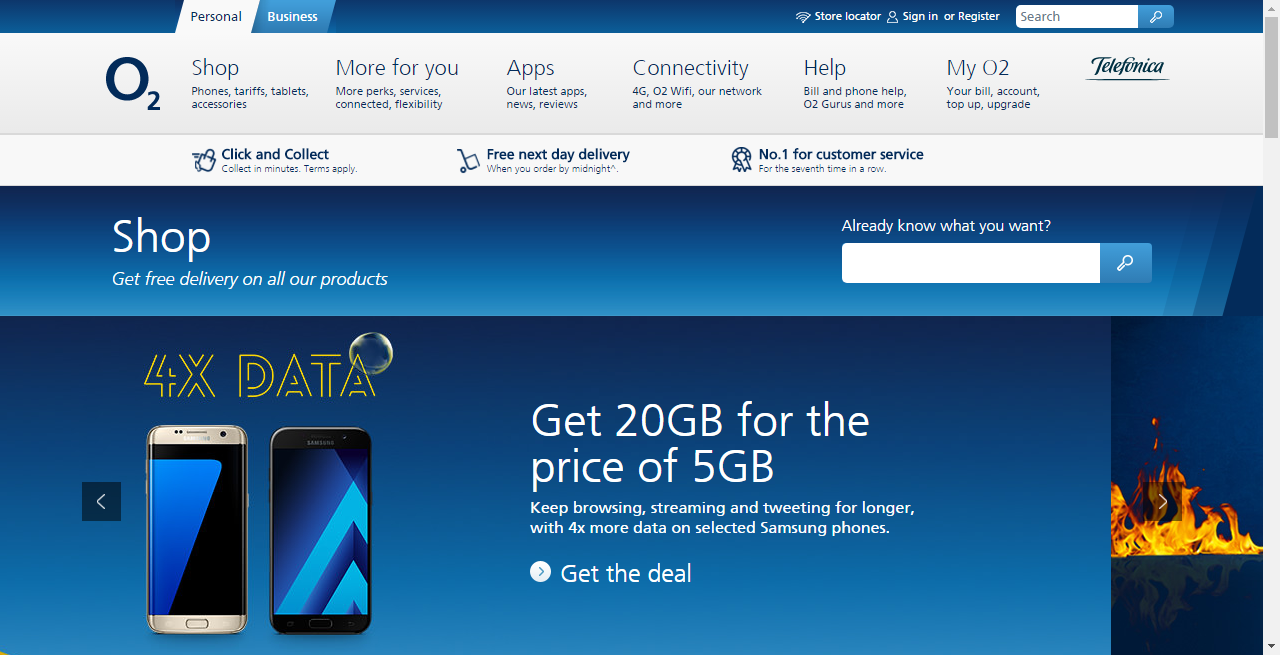 Personal
Business
Store locator
Sign in or Register
Search
O2
Shop
Phones, tariffs, tablets,
accessories
More for you
More perks, services,
connected, flexibility
Apps
Our latest apps,
news, reviews
Connectivity
4G, O2 Wifi, our network
and more
Help
Bill and phone help,
O2 Gurus and more
My O2
Your bill, account,
top up, upgrade
Telefónica
Click and Collect
Collect in minutes. Terms apply.
Free next day delivery
When you order by midnight^.
No.1 for customer service
For the seventh time in a row.
Shop
Get free delivery on all our products
Already know what you want?
4X DATA
SAMSUNG
SAMSUNG
Get 20GB for the
price of 5GB
Keep browsing, streaming and tweeting for longer,
with 4x more data on selected Samsung phones.
Get the deal